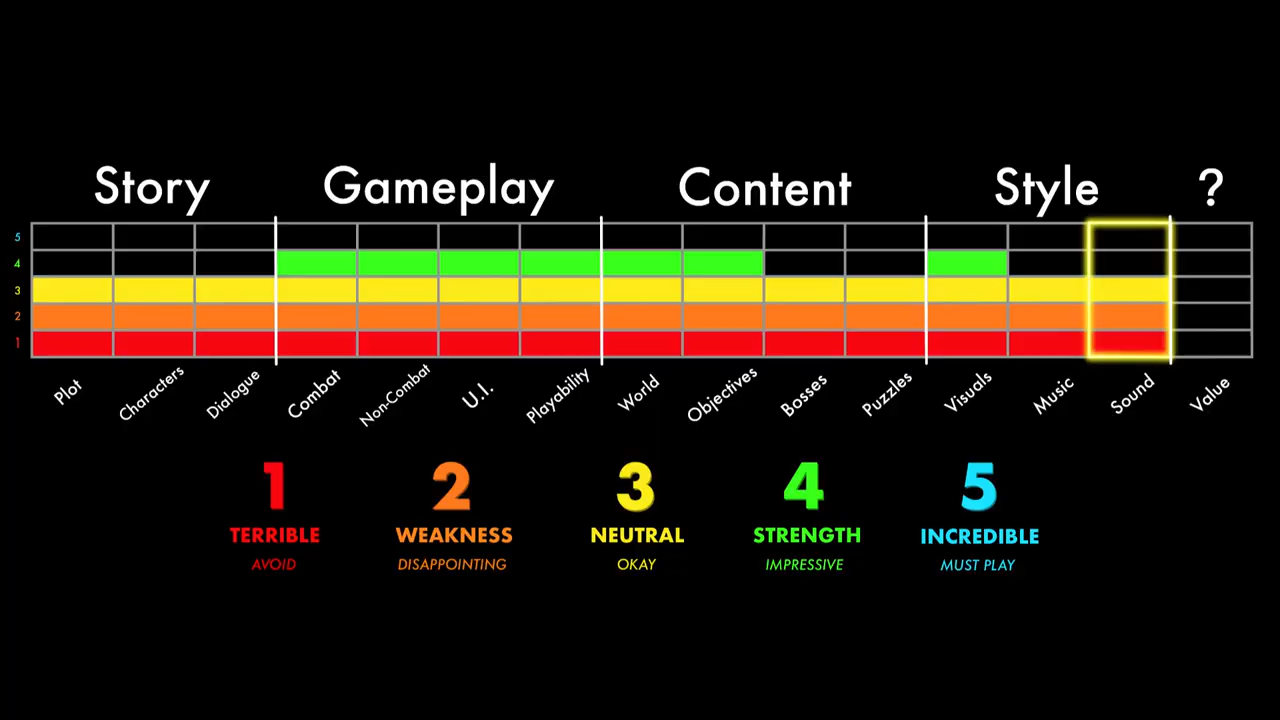 Story Gameplay Content Style ?
5
4
3
2
1
Plot Characters Dialogue Combat Non-Combat U.I. Playability World Objectives Bosses Puzzles Visuals Music Sound Value
1 2 3 4 5
TERRIBLE WEAKNESS NEUTRAL STRENGTH INCREDIBLE
AVOID DISAPPOINTING OKAY IMPRESSIVE MUST PLAY